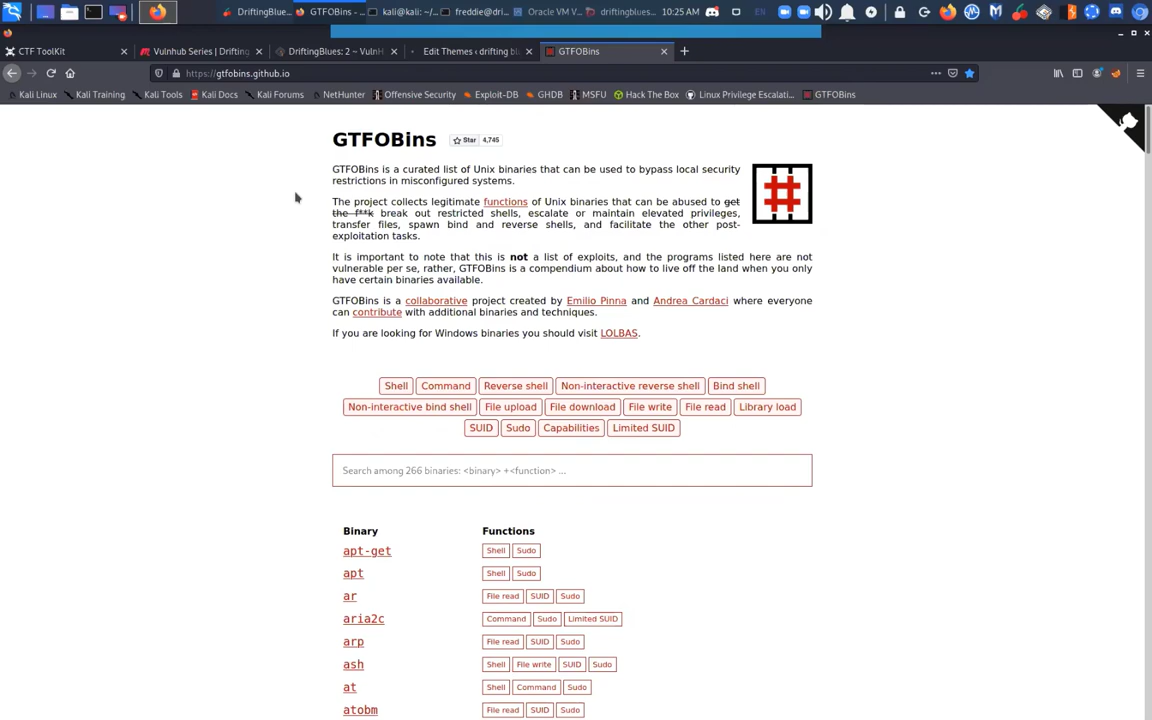 DriftingBlue...
GTFOBins - ...
kali@kali: ~/...
freddie@dri...
Oracle VM V...
driftingblues...
10:25 AM
EN
CTF ToolKit
Vulnhub Series | Drifting
DriftingBlues: 2 ~ VulnH
Edit Themes ‹ drifting bl
GTFOBins
https://gtfobins.github.io
Kali Linux
Kali Training
Kali Tools
Kali Docs
Kali Forums
NetHunter
Offensive Security
Exploit-DB
GHDB
MSFU
Hack The Box
Linux Privilege Escalati...
GTFOBins
GTFOBins
Star 4,745
GTFOBins is a curated list of Unix binaries that can be used to bypass local security
restrictions in misconfigured systems.
The project collects legitimate functions of Unix binaries that can be abused to get
the f**k break out restricted shells, escalate or maintain elevated privileges,
transfer files, spawn bind and reverse shells, and facilitate the other post-
exploitation tasks.
It is important to note that this is not a list of exploits, and the programs listed here are not
vulnerable per se, rather, GTFOBins is a compendium about how to live off the land when you only
have certain binaries available.
GTFOBins is a collaborative project created by Emilio Pinna and Andrea Cardaci where everyone
can contribute with additional binaries and techniques.
If you are looking for Windows binaries you should visit LOLBAS.
Shell Command Reverse shell Non-interactive reverse shell Bind shell
Non-interactive bind shell File upload File download File write File read Library load
SUID Sudo Capabilities Limited SUID
Search among 266 binaries: <binary> +<function> ...
Binary Functions
apt-get Shell Sudo
apt Shell Sudo
ar File read SUID Sudo
aria2c Command Sudo Limited SUID
arp File read SUID Sudo
ash Shell File write SUID Sudo
at Shell Command Sudo
atobm File read SUID Sudo